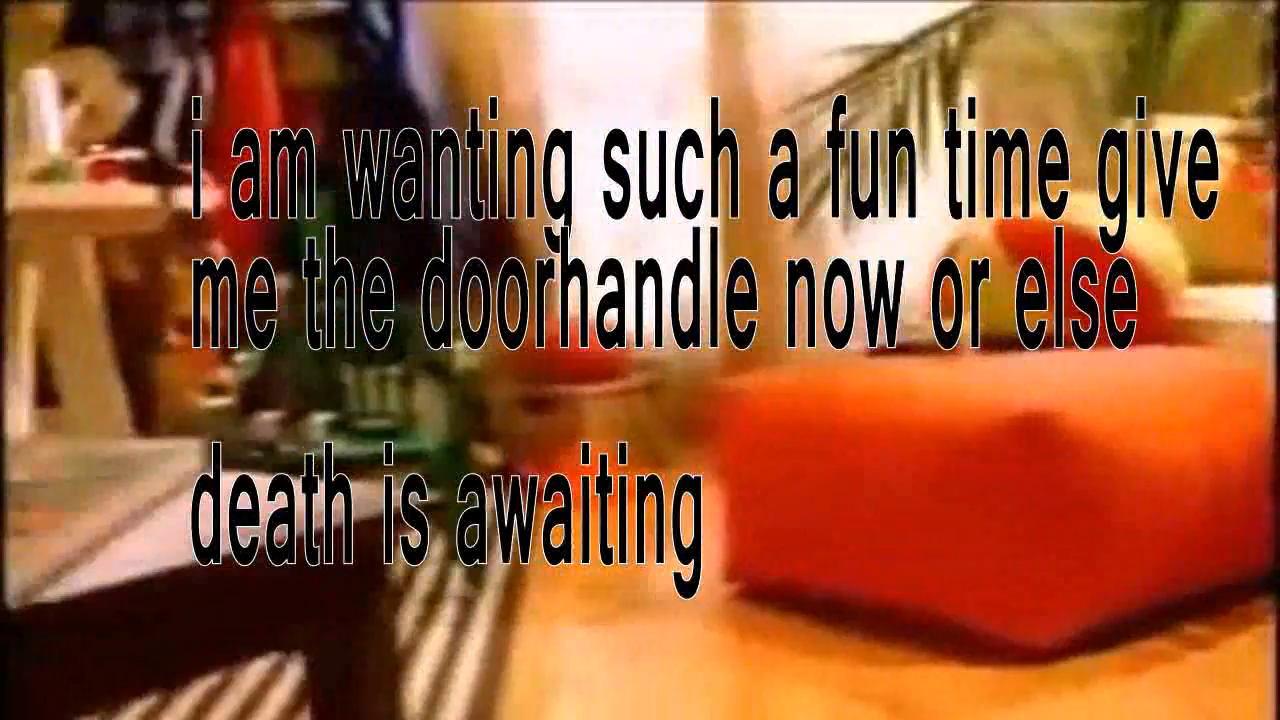 i am wanting such a fun time give
me the doorhandle now or else
death is awaiting